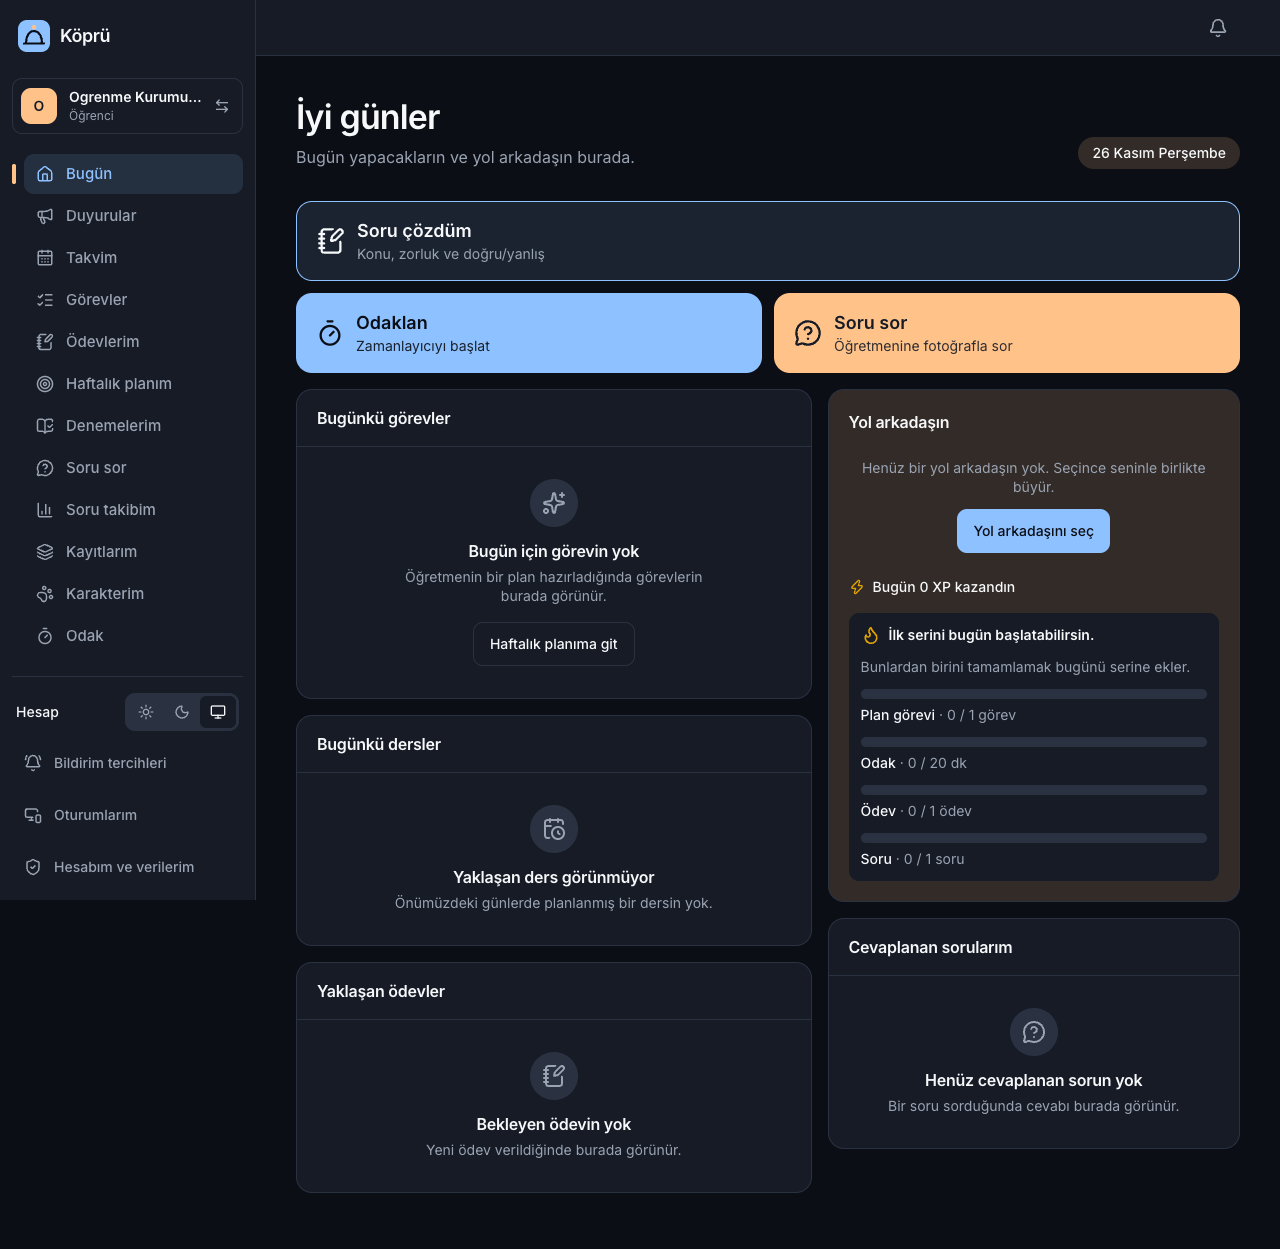 Köprü
O
Ogrenme Kurumu...
Öğrenci
Bugün
Duyurular
Takvim
Görevler
Ödevlerim
Haftalık planım
Denemelerim
Soru sor
Soru takibim
Kayıtlarım
Karakterim
Odak
Hesap
Bildirim tercihleri
Oturumlarım
Hesabım ve verilerim
İyi günler
Bugün yapacakların ve yol arkadaşın burada.
26 Kasım Perşembe
Soru çözdüm
Konu, zorluk ve doğru/yanlış
Odaklan
Zamanlayıcıyı başlat
Soru sor
Öğretmenine fotoğrafla sor
Bugünkü görevler
Bugün için görevin yok
Öğretmenin bir plan hazırladığında görevlerin
burada görünür.
Haftalık planıma git
Bugünkü dersler
Yaklaşan ders görünmüyor
Önümüzdeki günlerde planlanmış bir dersin yok.
Yaklaşan ödevler
Bekleyen ödevin yok
Yeni ödev verildiğinde burada görünür.
Yol arkadaşın
Henüz bir yol arkadaşın yok. Seçince seninle birlikte
büyür.
Yol arkadaşını seç
Bugün 0 XP kazandın
İlk serini bugün başlatabilirsin.
Bunlardan birini tamamlamak bugünü serine ekler.
Plan görevi · 0 / 1 görev
Odak · 0 / 20 dk
Ödev · 0 / 1 ödev
Soru · 0 / 1 soru
Cevaplanan sorularım
Henüz cevaplanan sorun yok
Bir soru sorduğunda cevabı burada görünür.